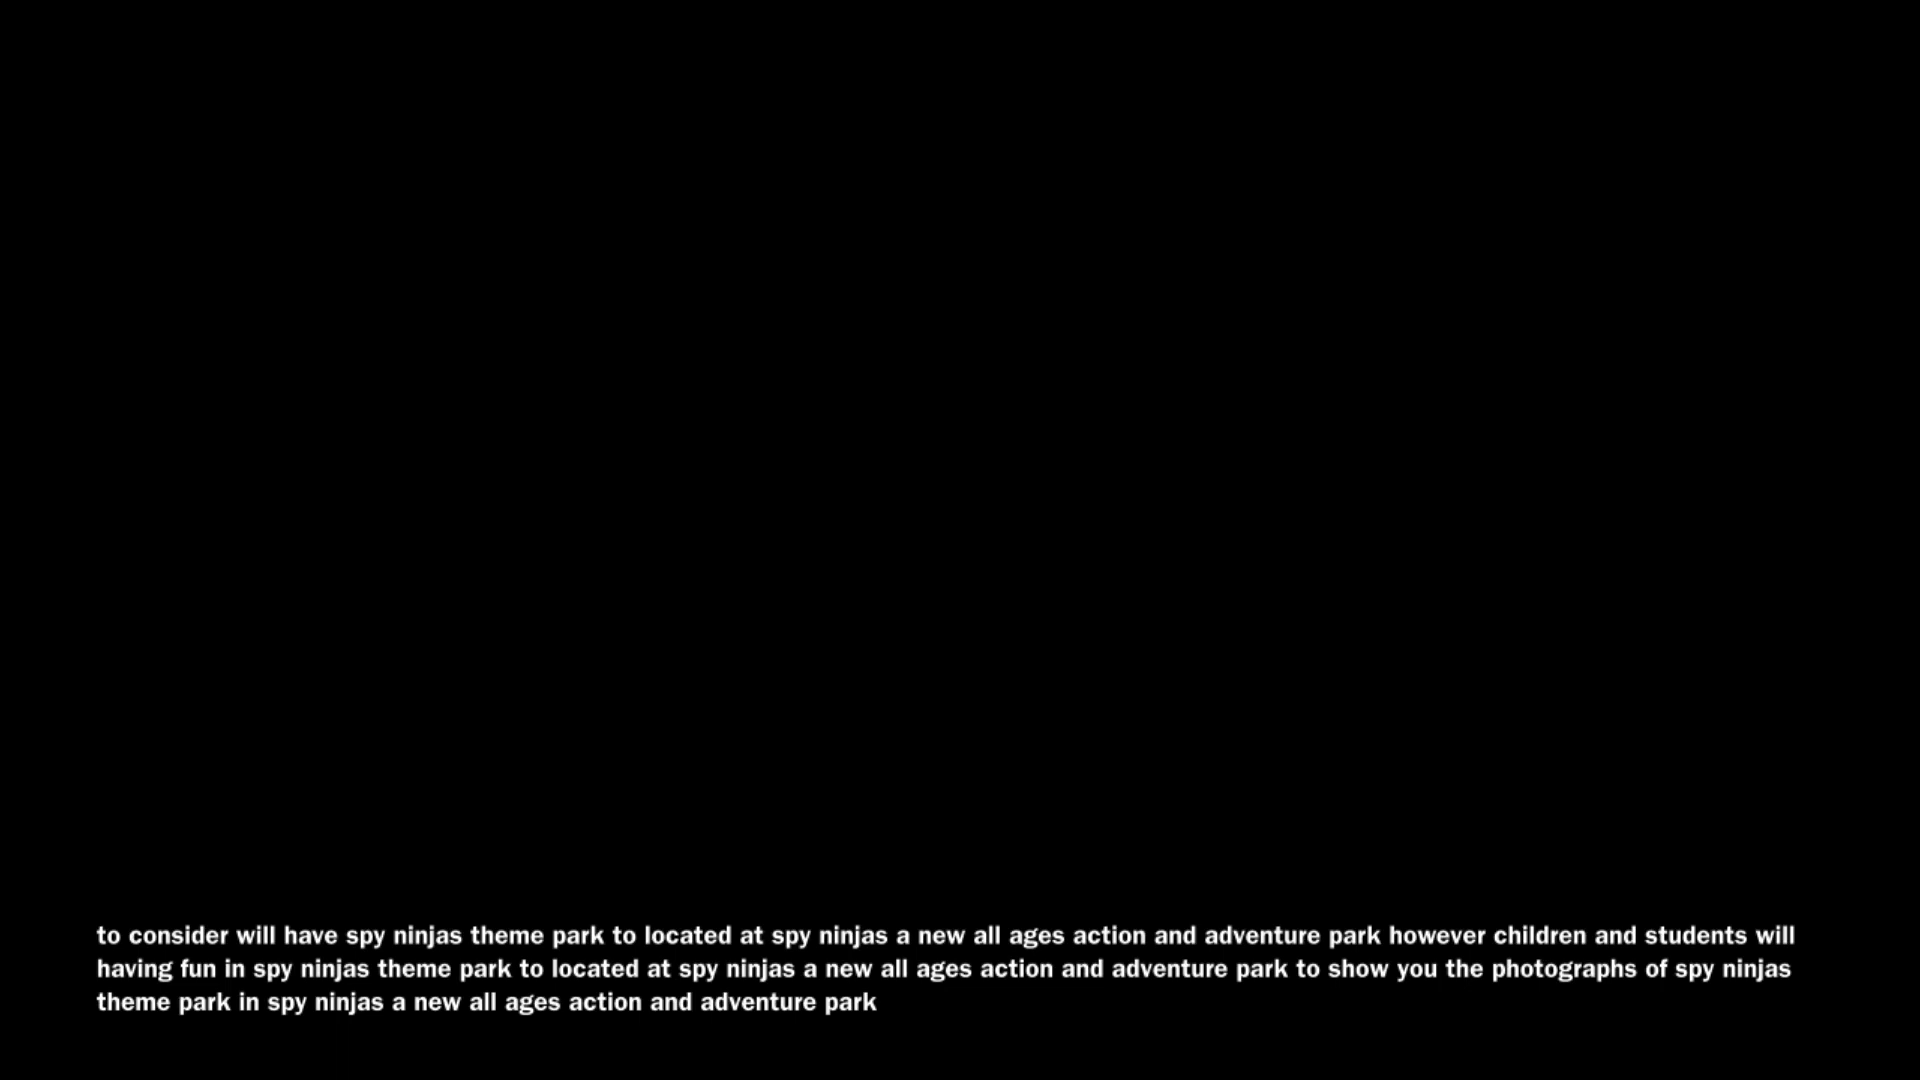 to consider will have spy ninjas theme park to located at spy ninjas a new all ages action and adventure park however children and students will
having fun in spy ninjas theme park to located at spy ninjas a new all ages action and adventure park to show you the photographs of spy ninjas
theme park in spy ninjas a new all ages action and adventure park